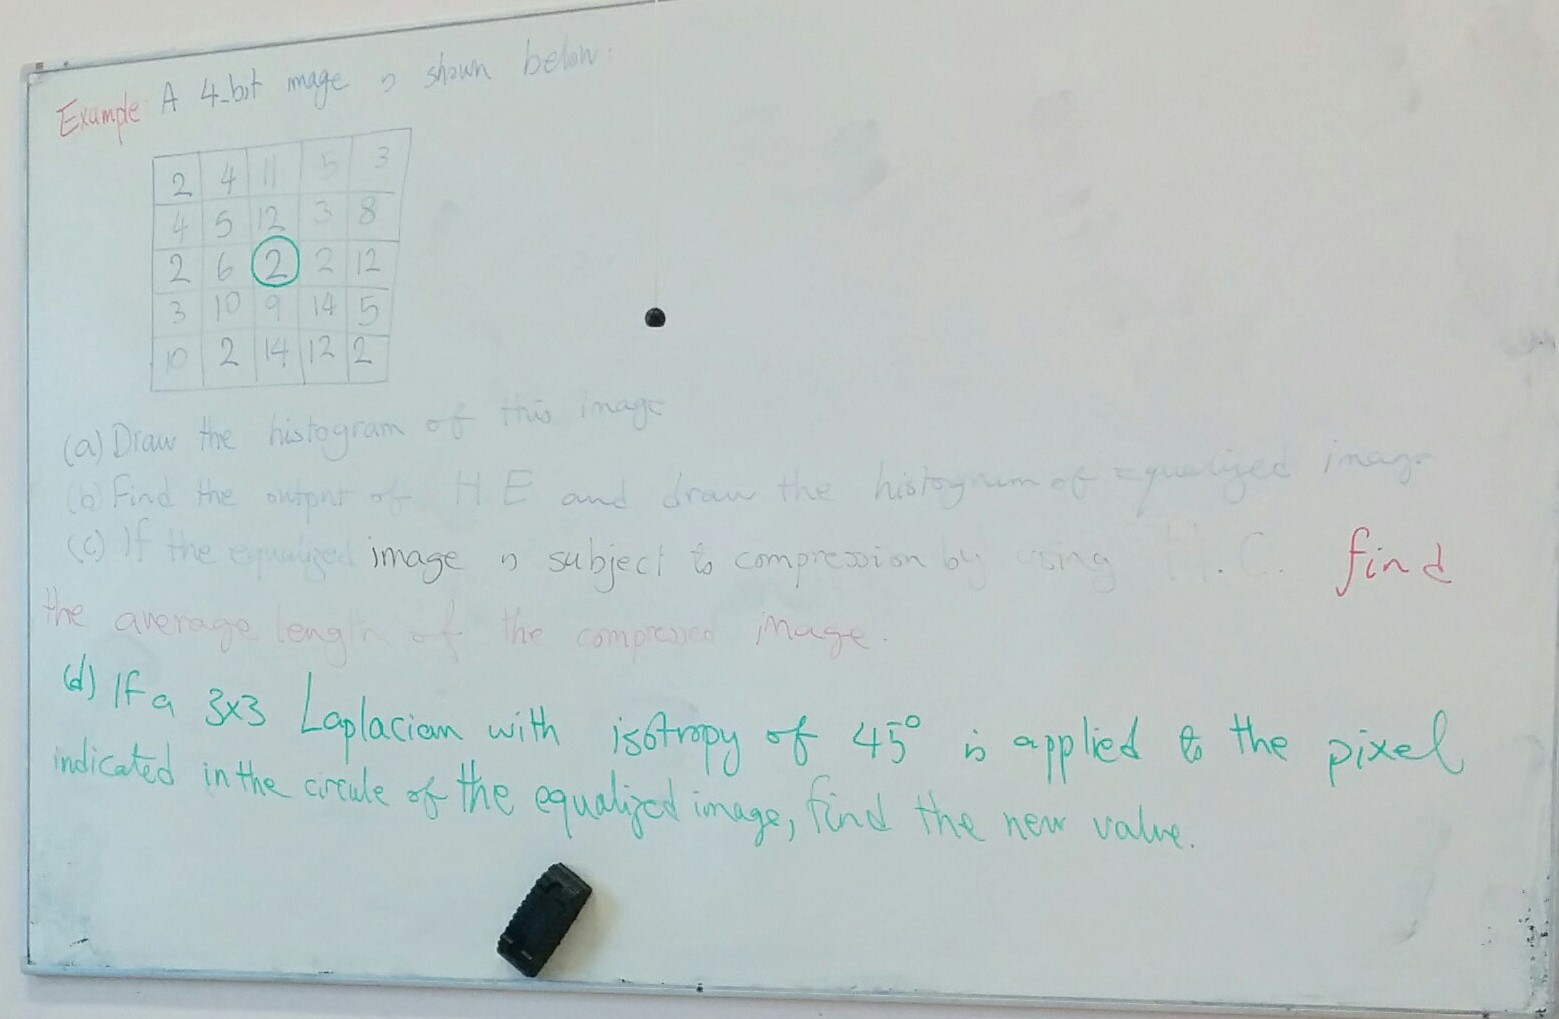 Example: A 4-bit image is shown below:
2 4 11 5 3
4 5 12 3 8
2 6 2 2 12
3 10 9 14 5
10 2 14 12 2
(a) Draw the histogram of this image
(b) Find the output of H E and draw the histogram of equalized image
(c) If the equalized image is subject to compression by using H.C. find
the average length of the compressed image.
(d) If a 3x3 Laplacian with isotropy of 45° is applied to the pixel
indicated in the circule of the equalized image, find the new value.